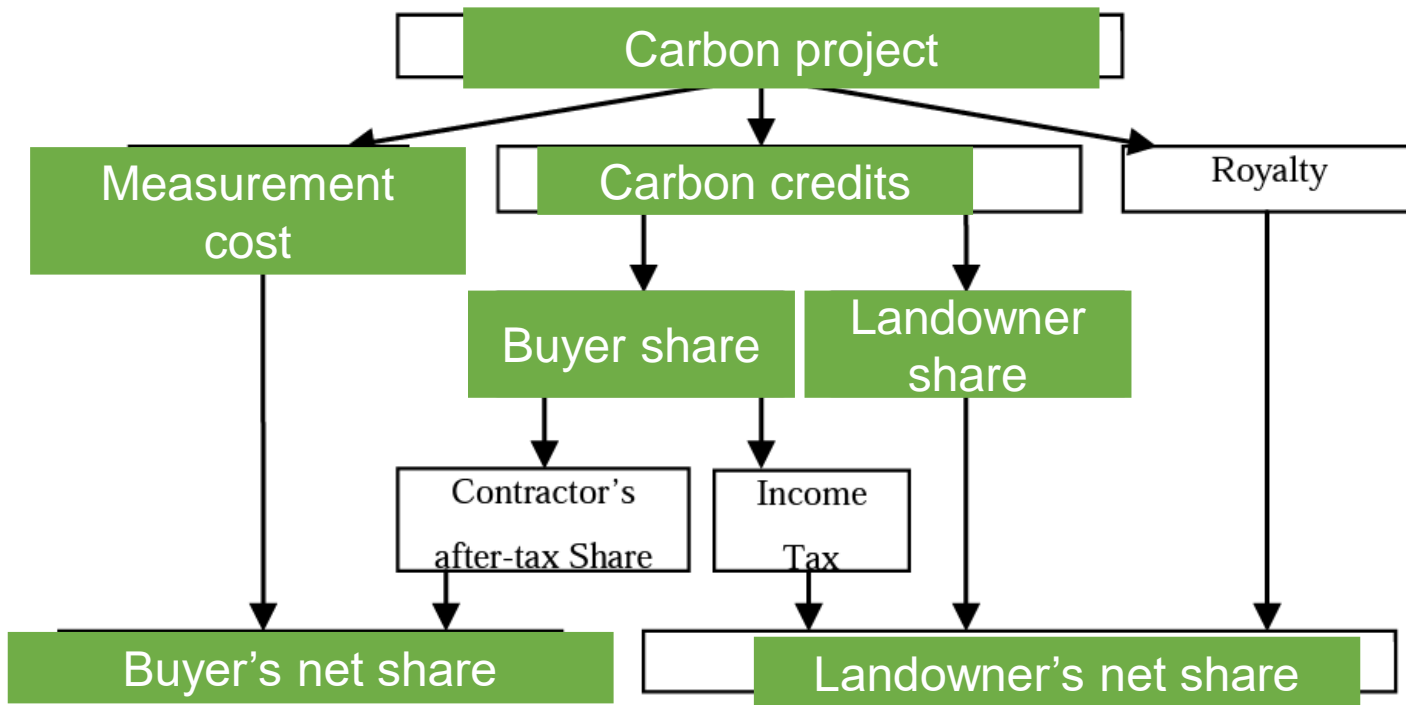 Carbon project
Measurement
cost
Carbon credits
Royalty
Buyer share
Landowner
share
Contractor’s
after-tax Share
Income
Tax
Buyer’s net share
Landowner’s net share